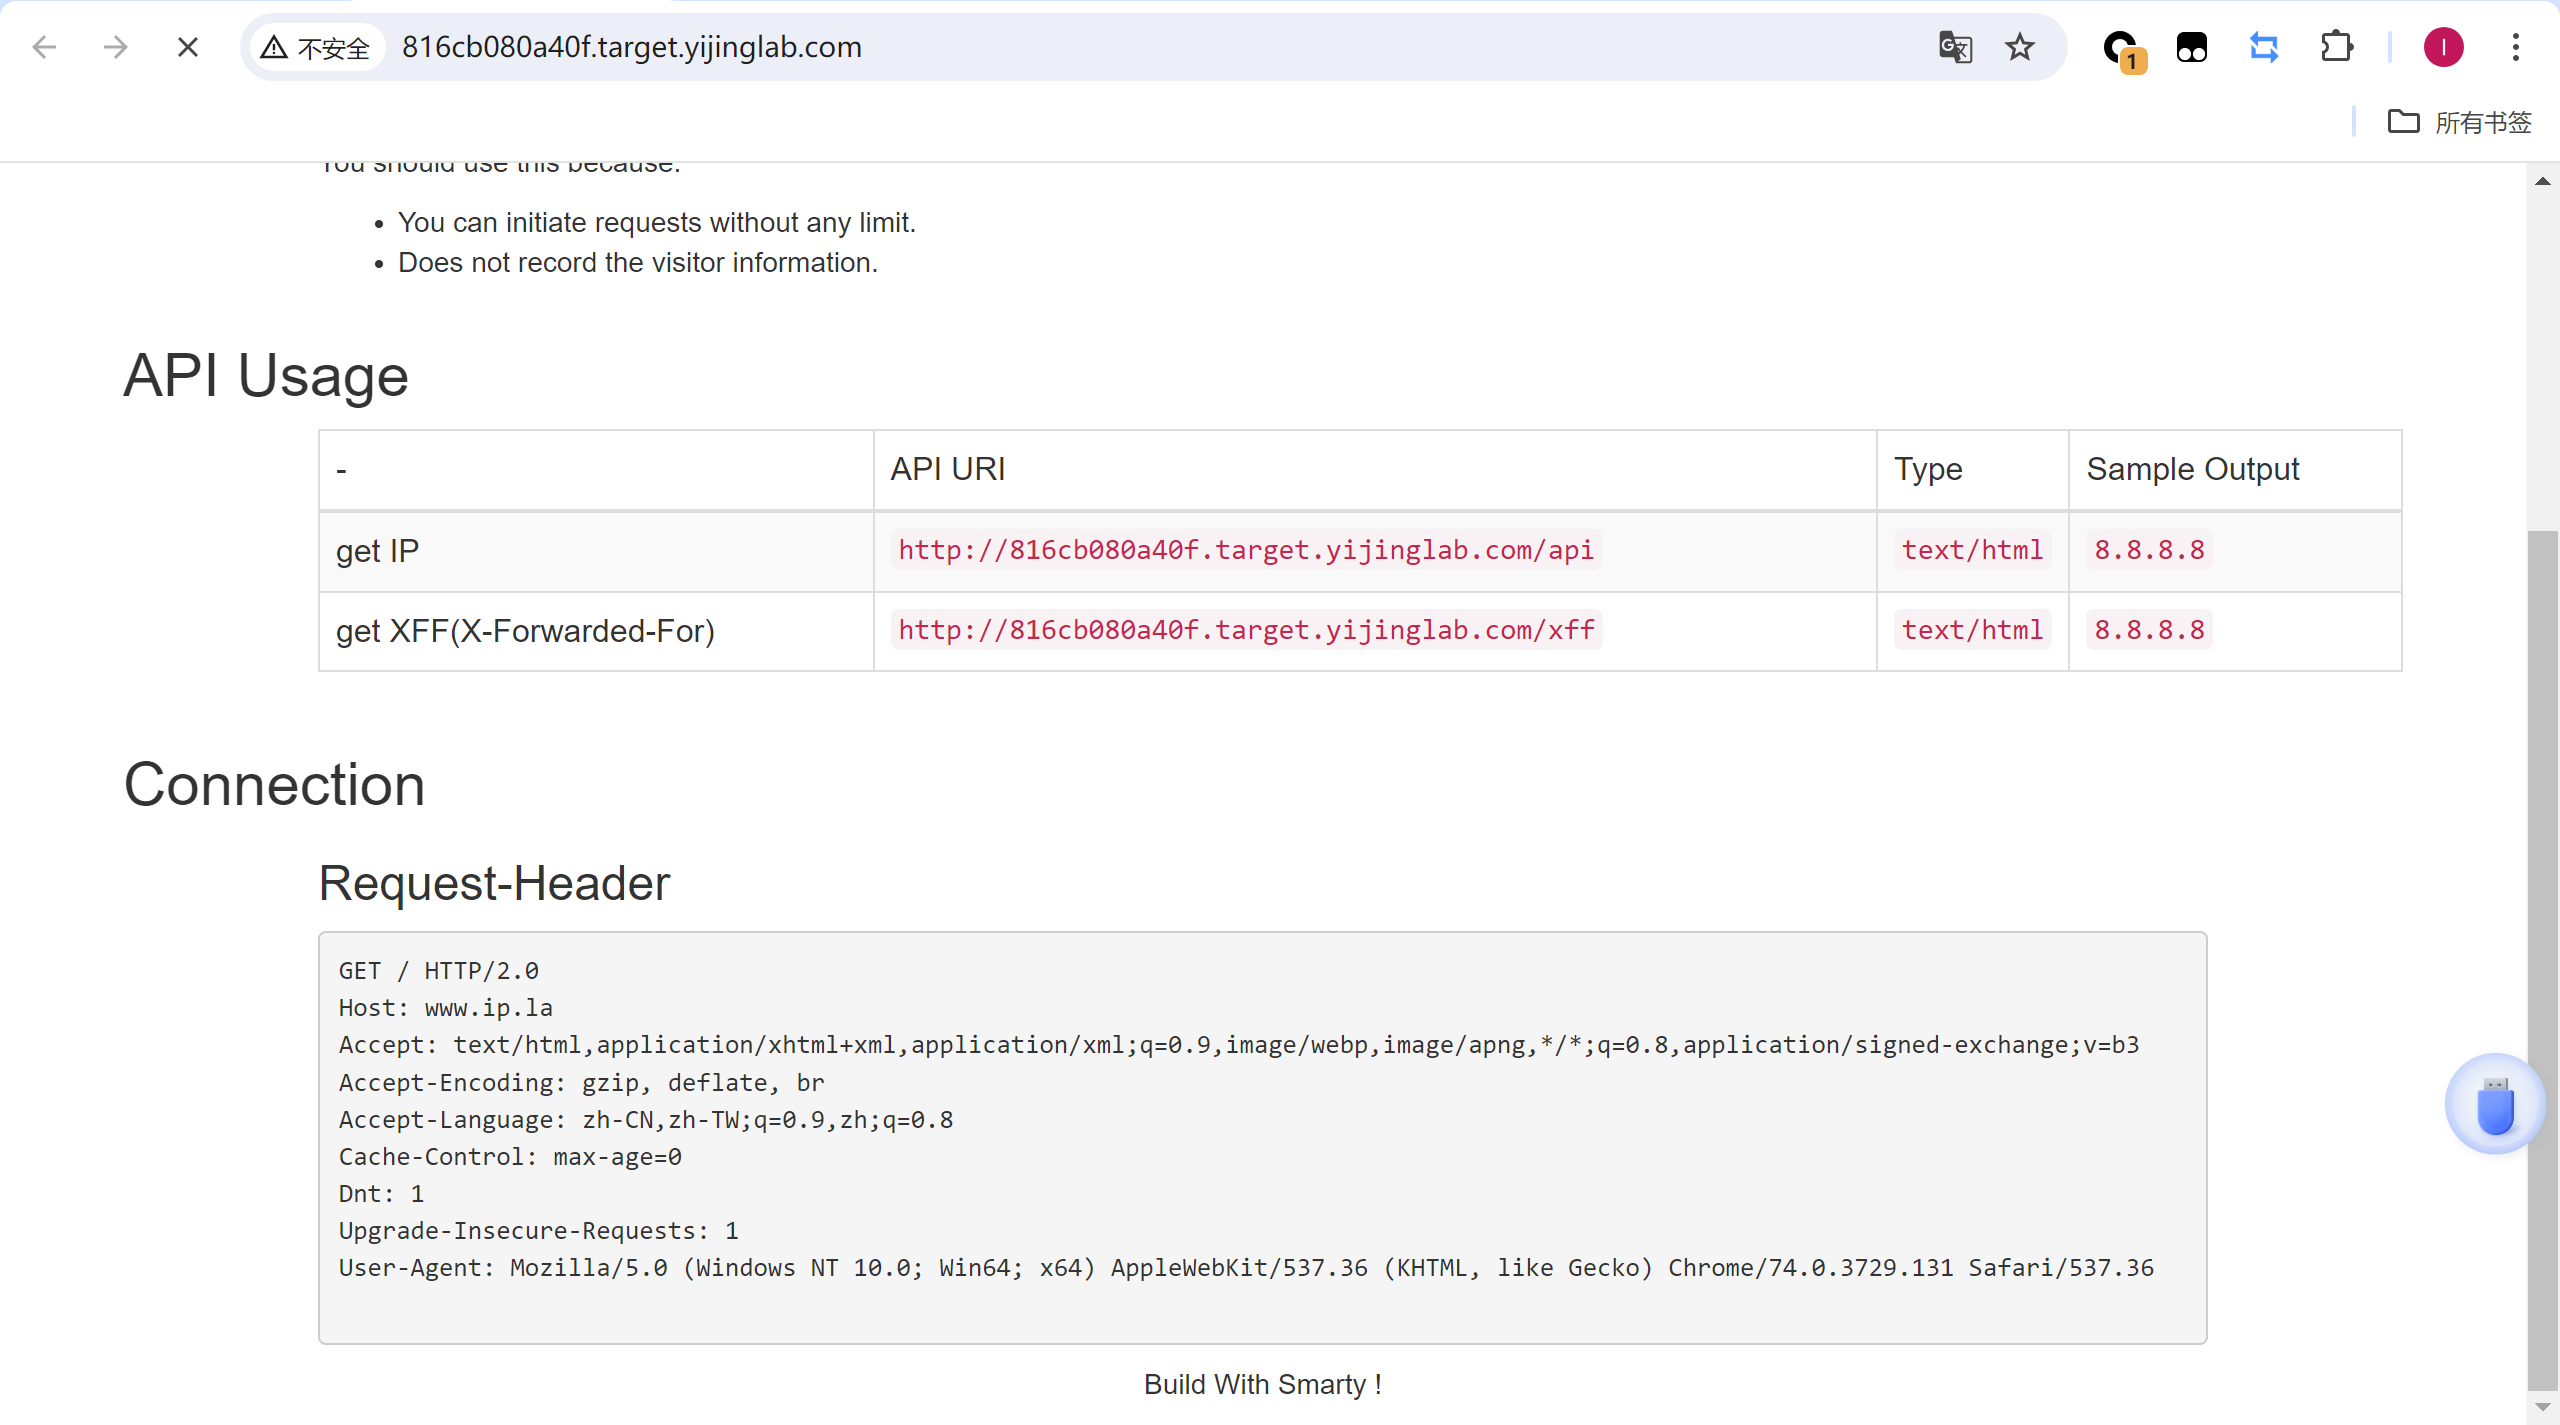 不安全 816cb080a40f.target.yijinglab.com
1
I
所有书签
You should use this because:
You can initiate requests without any limit.
Does not record the visitor information.
API Usage
- API URI Type Sample Output
get IP http://816cb080a40f.target.yijinglab.com/api text/html 8.8.8.8
get XFF(X-Forwarded-For) http://816cb080a40f.target.yijinglab.com/xff text/html 8.8.8.8
Connection
Request-Header
GET / HTTP/2.0
Host: www.ip.la
Accept: text/html,application/xhtml+xml,application/xml;q=0.9,image/webp,image/apng,*/*;q=0.8,application/signed-exchange;v=b3
Accept-Encoding: gzip, deflate, br
Accept-Language: zh-CN,zh-TW;q=0.9,zh;q=0.8
Cache-Control: max-age=0
Dnt: 1
Upgrade-Insecure-Requests: 1
User-Agent: Mozilla/5.0 (Windows NT 10.0; Win64; x64) AppleWebKit/537.36 (KHTML, like Gecko) Chrome/74.0.3729.131 Safari/537.36
Build With Smarty !